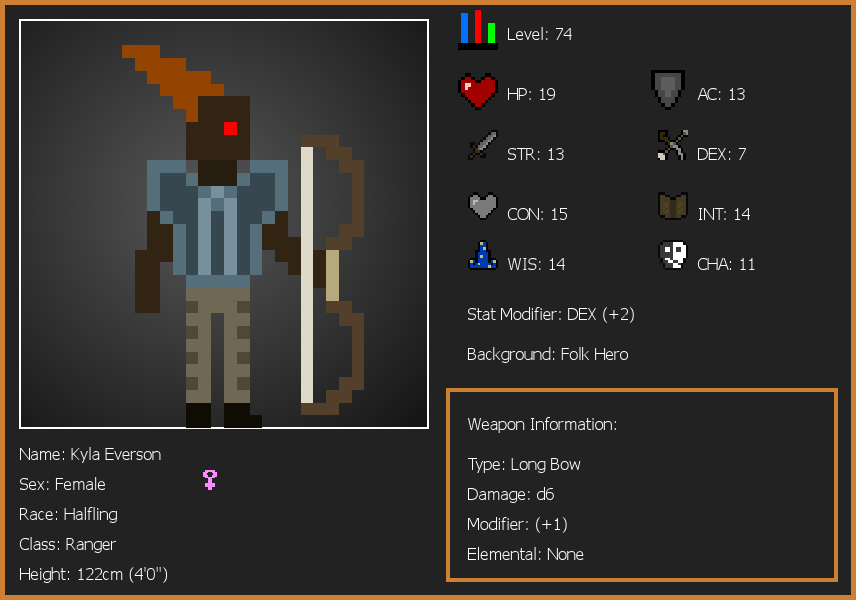 Level: 74
HP: 19
AC: 13
STR: 13
DEX: 7
CON: 15
INT: 14
WIS: 14
CHA: 11
Stat Modifier: DEX (+2)
Background: Folk Hero
Weapon Information:
Type: Long Bow
Damage: d6
Modifier: (+1)
Elemental: None
Name: Kyla Everson
Sex: Female
Race: Halfling
Class: Ranger
Height: 122cm (4'0")